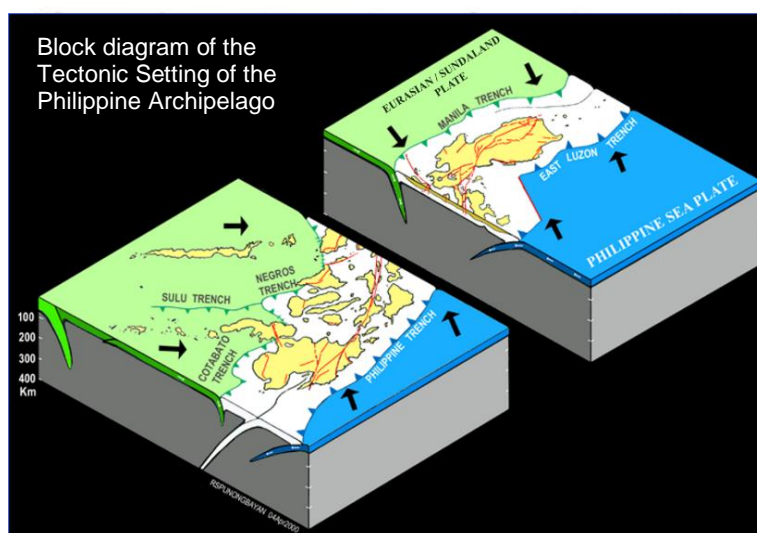 Block diagram of the
Tectonic Setting of the
Philippine Archipelago
EURASIAN / SUNDALAND
PLATE
MANILA TRENCH
EAST LUZON TRENCH
PHILIPPINE SEA PLATE
NEGROS
TRENCH
SULU TRENCH
COTABATO
TRENCH
PHILIPPINE TRENCH
100
200
300
400
Km
RSPUNONGBAYAN 04Apr2000